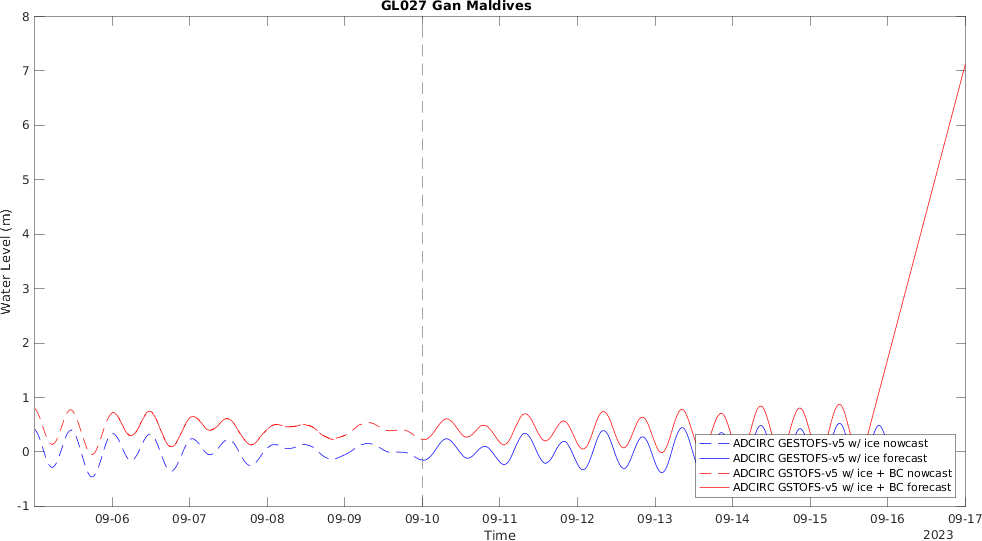 GL027 Gan Maldives
8
7
6
5
4
3
2
1
0
-1
Water Level (m)
ADCIRC GESTOFS-v5 w/ ice nowcast
ADCIRC GESTOFS-v5 w/ ice forecast
ADCIRC GSTOFS-v5 w/ ice + BC nowcast
ADCIRC GSTOFS-v5 w/ ice + BC forecast
09-06 09-07 09-08 09-09 09-10 09-11 09-12 09-13 09-14 09-15 09-16 09-17
Time
2023